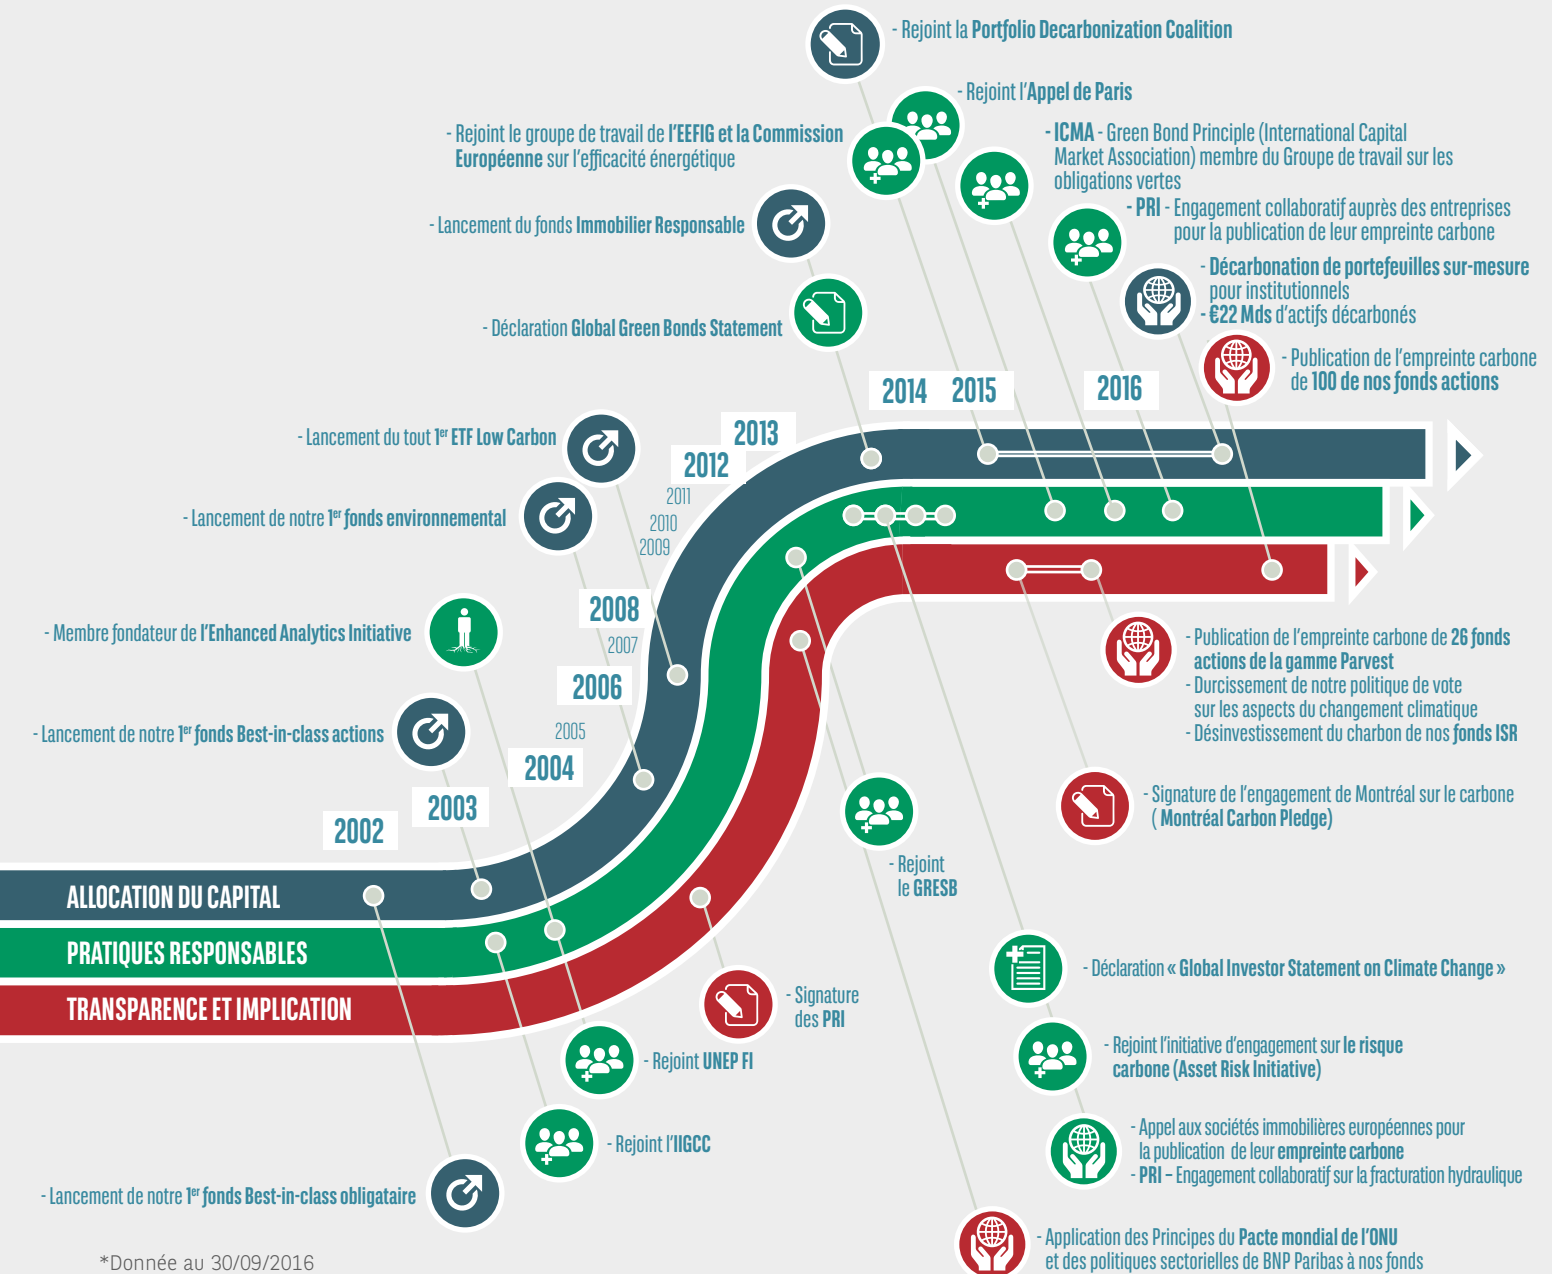 - Rejoint la Portfolio Decarbonization Coalition
- Rejoint l'Appel de Paris
- Rejoint le groupe de travail de l'EEFIG et la Commission
Européenne sur l'efficacité énergétique
- ICMA - Green Bond Principle (International Capital
Market Association) membre du Groupe de travail sur les
obligations vertes
- Lancement du fonds Immobilier Responsable
- PRI - Engagement collaboratif auprès des entreprises
pour la publication de leur empreinte carbone
- Décarbonation de portefeuilles sur-mesure
pour institutionnels
- €22 Mds d'actifs décarbonés
- Déclaration Global Green Bonds Statement
- Publication de l'empreinte carbone
de 100 de nos fonds actions
2014
2015
2016
- Lancement du tout 1er ETF Low Carbon
2013
2012
2011
2010
2009
- Lancement de notre 1er fonds environnemental
2008
2007
2006
2005
2004
2003
2002
- Membre fondateur de l'Enhanced Analytics Initiative
- Lancement de notre 1er fonds Best-in-class actions
- Publication de l'empreinte carbone de 26 fonds
actions de la gamme Parvest
- Durcissement de notre politique de vote
sur les aspects du changement climatique
- Désinvestissement du charbon de nos fonds ISR
- Signature de l'engagement de Montréal sur le carbone
( Montréal Carbon Pledge)
- Rejoint
le GRESB
ALLOCATION DU CAPITAL
PRATIQUES RESPONSABLES
TRANSPARENCE ET IMPLICATION
- Déclaration « Global Investor Statement on Climate Change »
- Signature
des PRI
- Rejoint UNEP FI
- Rejoint l'initiative d'engagement sur le risque
carbone (Asset Risk Initiative)
- Rejoint l'IIGCC
- Appel aux sociétés immobilières européennes pour
la publication de leur empreinte carbone
- PRI – Engagement collaboratif sur la fracturation hydraulique
- Lancement de notre 1er fonds Best-in-class obligataire
- Application des Principes du Pacte mondial de l'ONU
et des politiques sectorielles de BNP Paribas à nos fonds
*Donnée au 30/09/2016